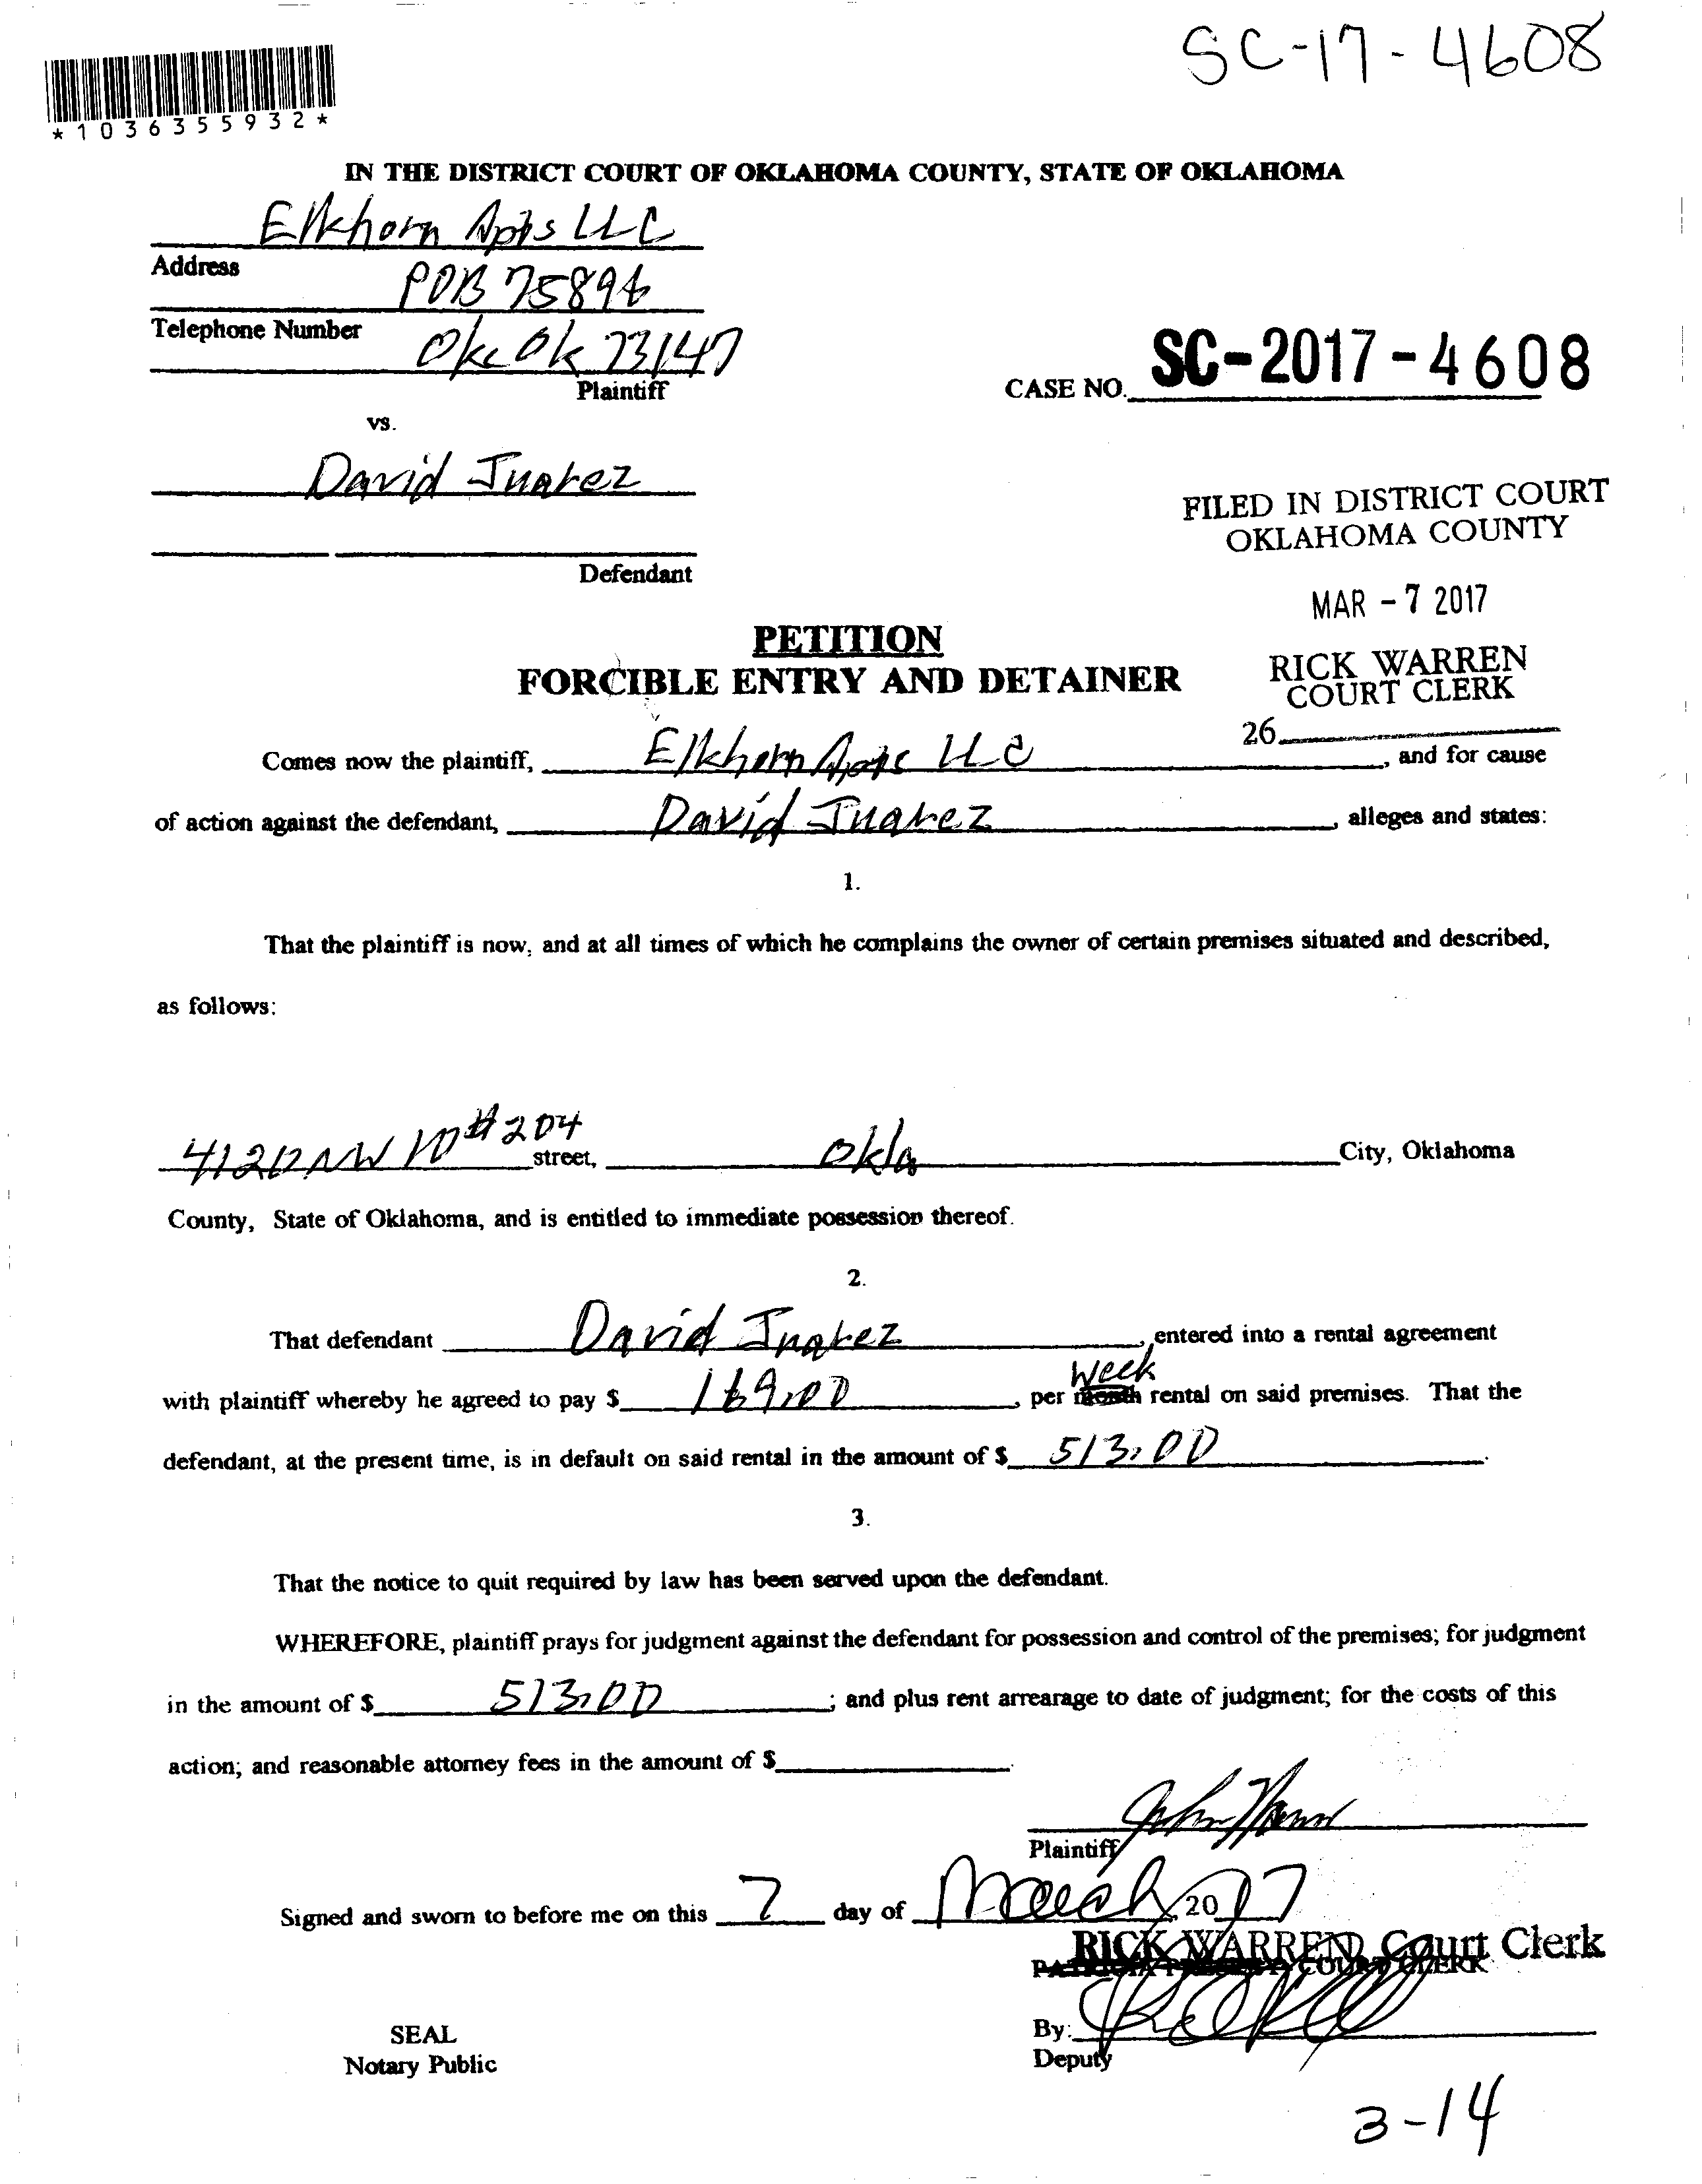 SC-17-4608
*1036355932*
IN THE DISTRICT COURT OF OKLAHOMA COUNTY, STATE OF OKLAHOMA
Elkhorn Apts LLC
Address
POB 75896
Telephone Number
Okc Ok 73147
Plaintiff
CASE NO. SC-2017-4608
vs.
David Juarez
Defendant
FILED IN DISTRICT COURT
OKLAHOMA COUNTY
MAR -7 2017
RICK WARREN
COURT CLERK
26
PETITION
FORCIBLE ENTRY AND DETAINER
Comes now the plaintiff, Elkhorn Apts LLC, and for cause
of action against the defendant, David Juarez, alleges and states:
1.
That the plaintiff is now, and at all times of which he complains the owner of certain premises situated and described,
as follows:
4120 NW 10 #204 street, Okla City, Oklahoma
County, State of Oklahoma, and is entitled to immediate possession thereof.
2.
That defendant David Juarez, entered into a rental agreement
Week
with plaintiff whereby he agreed to pay $ 169.00, per month rental on said premises. That the
defendant, at the present time, is in default on said rental in the amount of $ 513.00.
3.
That the notice to quit required by law has been served upon the defendant.
WHEREFORE, plaintiff prays for judgment against the defendant for possession and control of the premises; for judgment
in the amount of $ 513.00; and plus rent arrearage to date of judgment; for the costs of this
action; and reasonable attorney fees in the amount of $
Plaintiff
Signed and sworn to before me on this 7 day of March, 2017
RICK WARREN, Court Clerk
COURT CLERK
By:
Deputy
SEAL
Notary Public
3-14